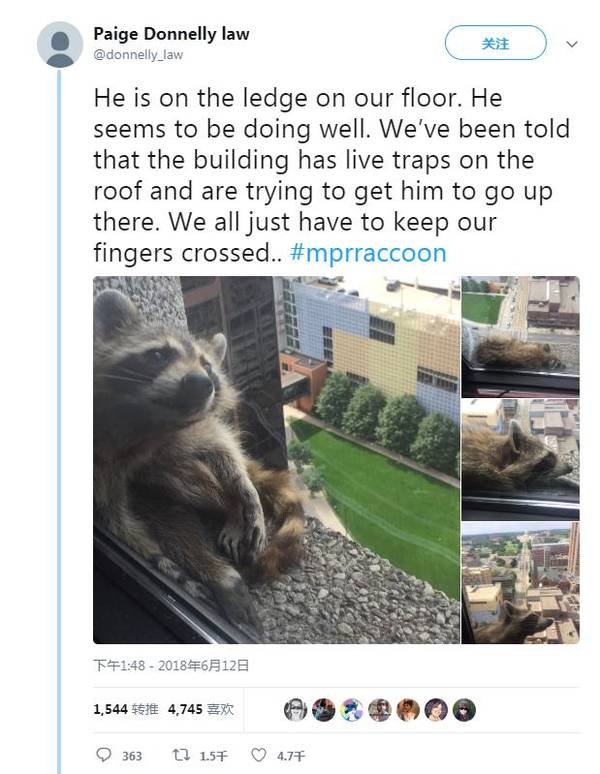 Paige Donnelly law
@donnelly_law
关注
He is on the ledge on our floor. He
seems to be doing well. We've been told
that the building has live traps on the
roof and are trying to get him to go up
there. We all just have to keep our
fingers crossed.. #mprraccoon
下午1:48 - 2018年6月12日
1,544 转推 4,745 喜欢
363 1.5千 4.7千